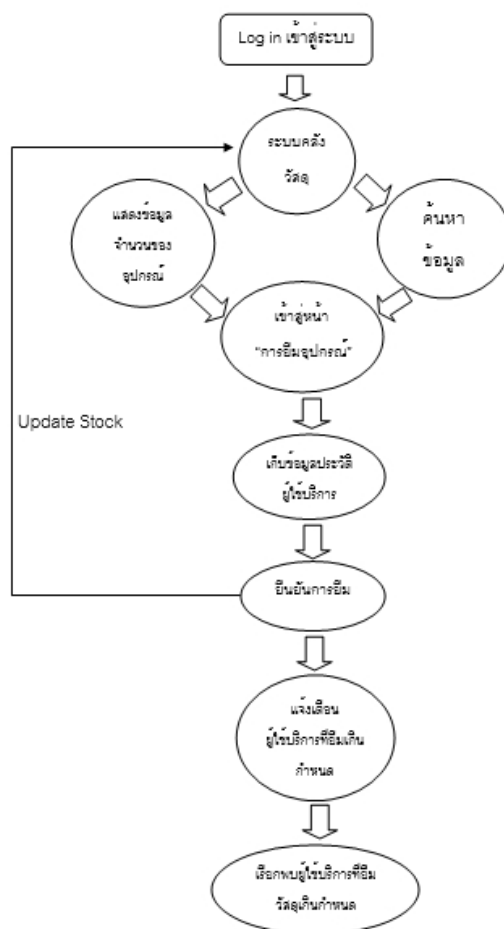 Log in เข้าสู่ระบบ
ระบบคลัง
วัสดุ
แสดงข้อมูล
จำนวนของ
อุปกรณ์
ค้นหา
ข้อมูล
เข้าสู่หน้า
"การยืมอุปกรณ์"
Update Stock
เก็บข้อมูลประวัติ
ผู้ใช้บริการ
ยืนยันการยืม
แจ้งเตือน
ผู้ใช้บริการที่ยืมเกิน
กำหนด
เรียกพบผู้ใช้บริการที่ยืม
วัสดุเกินกำหนด